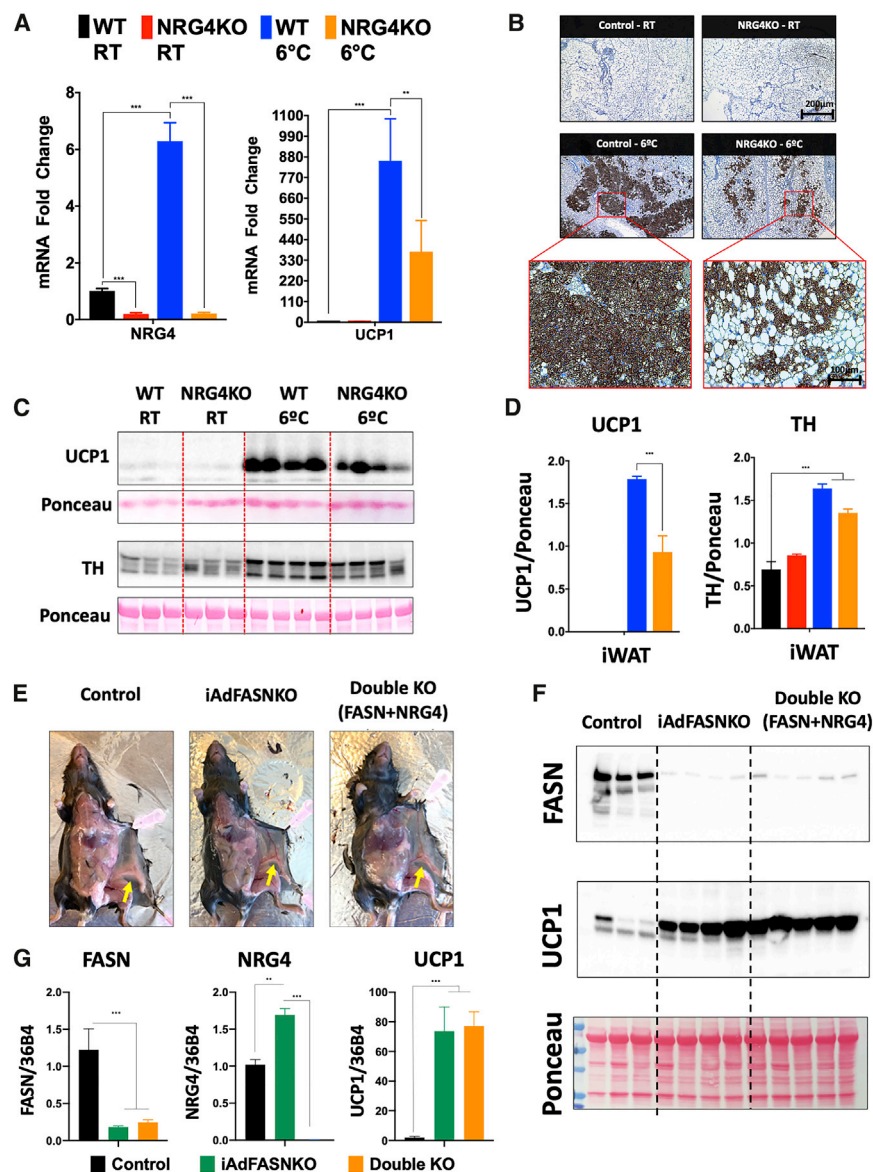 A
WT RT
NRG4KO RT
WT 6°C
NRG4KO 6°C
mRNA Fold Change
8
6
4
2
0
***
***
***
NRG4
mRNA Fold Change
1100
990
880
770
660
550
440
330
220
110
0
***
**
UCP1
B
Control - RT
NRG4KO - RT
200µm
Control - 6ºC
NRG4KO - 6ºC
100µm
C
WT RT
NRG4KO RT
WT 6ºC
NRG4KO 6ºC
UCP1
Ponceau
TH
Ponceau
D
UCP1
UCP1/Ponceau
2.0
1.5
1.0
0.5
0.0
***
iWAT
TH
TH/Ponceau
2.0
1.5
1.0
0.5
0.0
***
iWAT
E
Control
iAdFASNKO
Double KO
(FASN+NRG4)
F
Control
iAdFASNKO
Double KO
(FASN+NRG4)
FASN
UCP1
Ponceau
G
FASN
FASN/36B4
2.0
1.5
1.0
0.5
0.0
***
NRG4
NRG4/36B4
2.0
1.5
1.0
0.5
0.0
**
***
UCP1
UCP1/36B4
100
80
60
40
20
0
***
Control
iAdFASNKO
Double KO